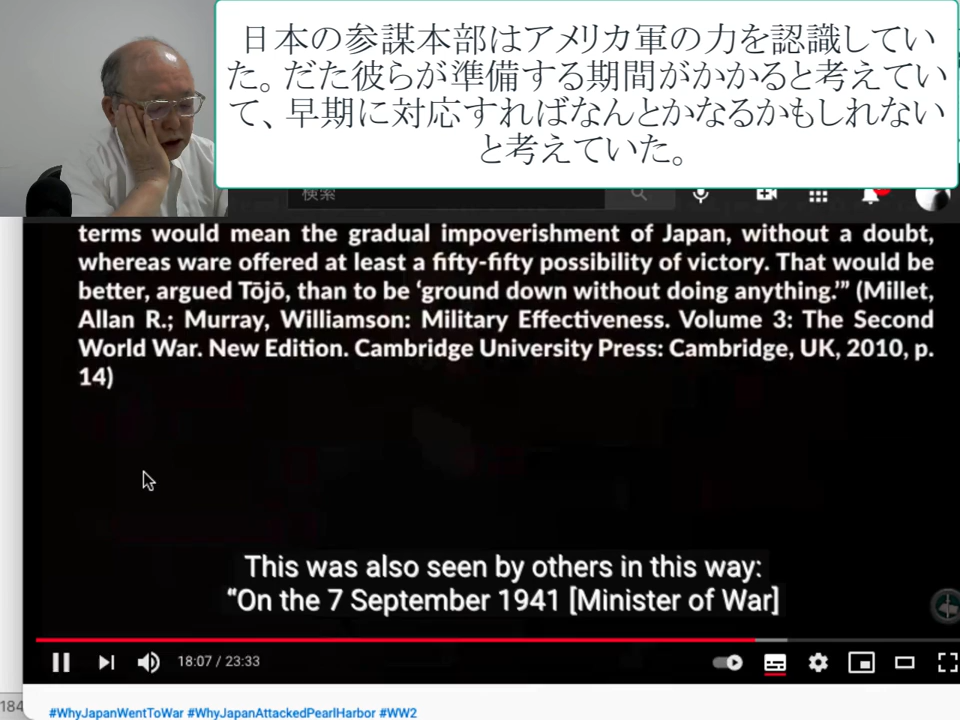 日本の参謀本部はアメリカ軍の力を認識してい
た。だた彼らが準備する期間がかかると考えてい
て、早期に対応すればなんとかなるかもしれない
と考えていた。
検索
terms would mean the gradual impoverishment of Japan, without a doubt,
whereas ware offered at least a fifty-fifty possibility of victory. That would be
better, argued Tōjō, than to be ‘ground down without doing anything.’” (Millet,
Allan R.; Murray, Williamson: Military Effectiveness. Volume 3: The Second
World War. New Edition. Cambridge University Press: Cambridge, UK, 2010, p.
14)
This was also seen by others in this way:
“On the 7 September 1941 [Minister of War]
18:07 / 23:33
184
#WhyJapanWentToWar #WhyJapanAttackedPearlHarbor #WW2